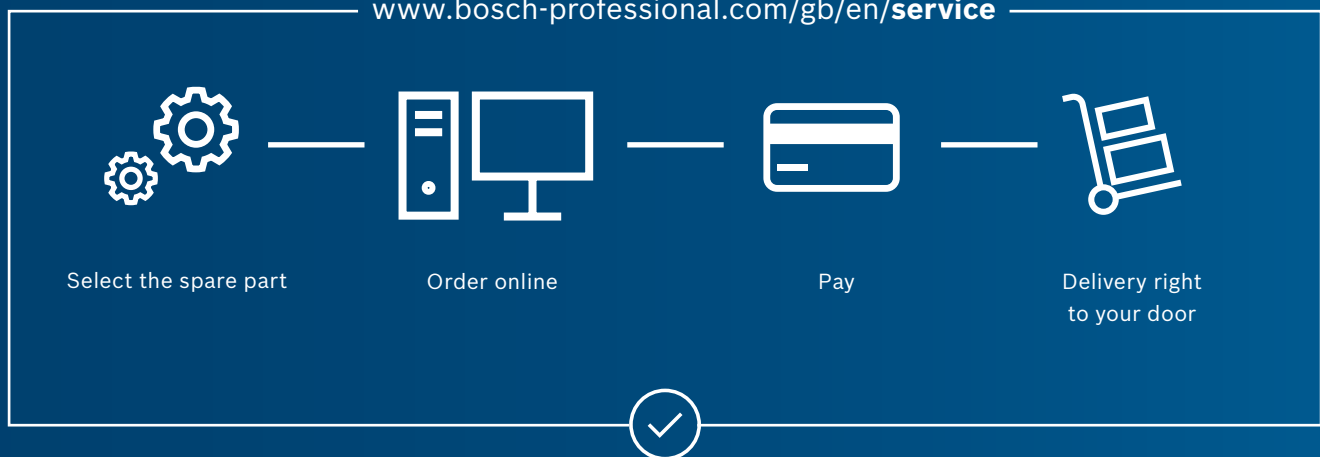 www.bosch-professional.com/gb/en/service
Select the spare part
Order online
Pay
Delivery right
to your door